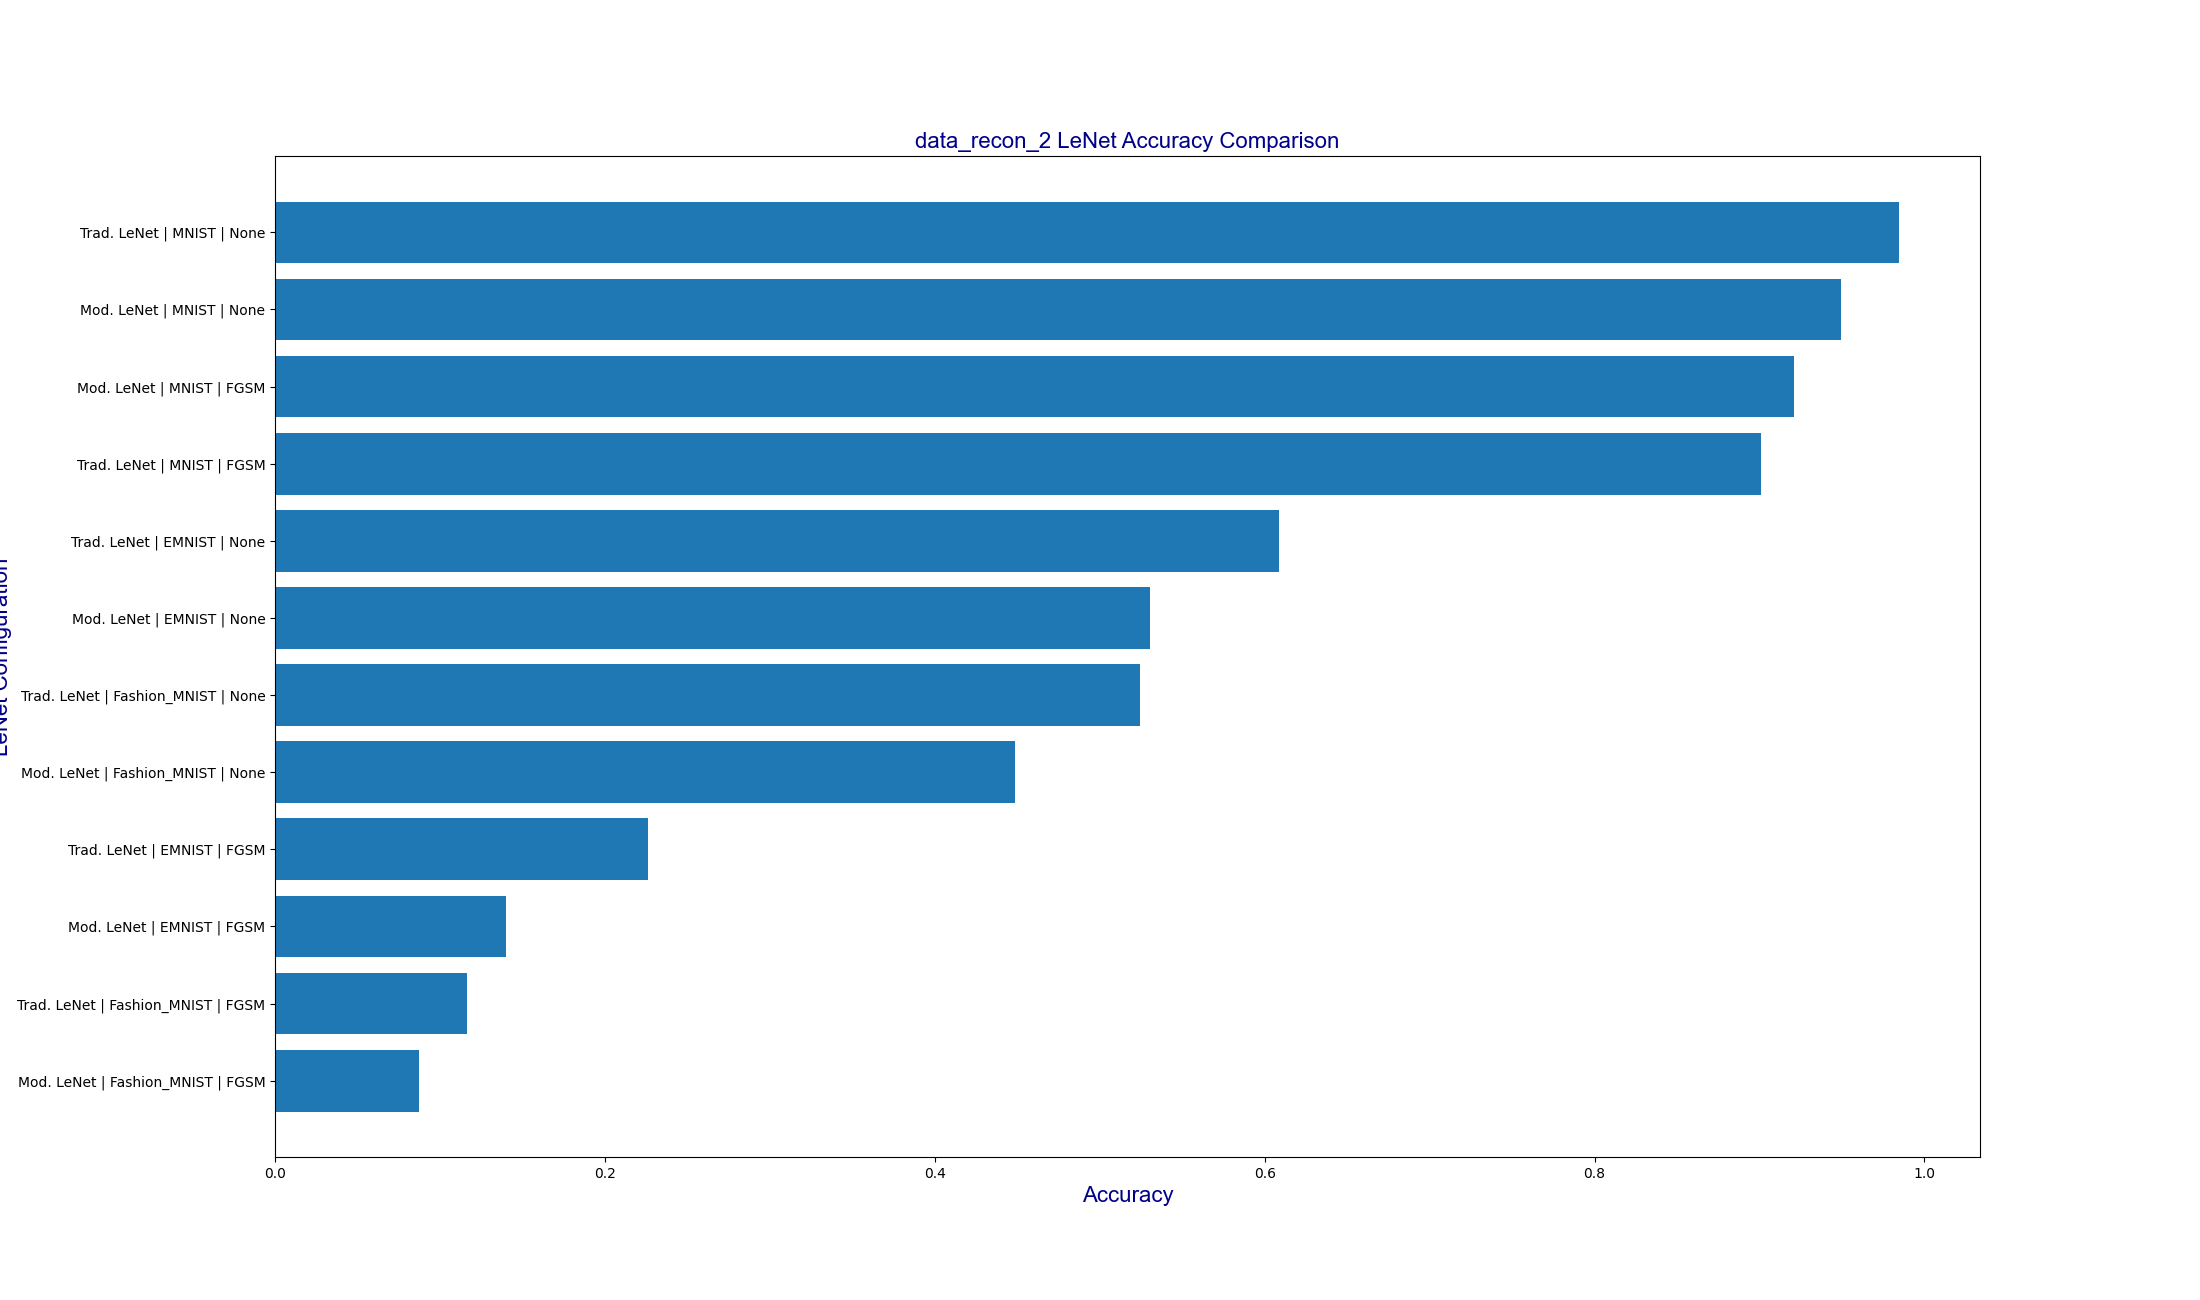 data_recon_2 LeNet Accuracy Comparison
Trad. LeNet | MNIST | None
Mod. LeNet | MNIST | None
Mod. LeNet | MNIST | FGSM
Trad. LeNet | MNIST | FGSM
Trad. LeNet | EMNIST | None
Mod. LeNet | EMNIST | None
Trad. LeNet | Fashion_MNIST | None
Mod. LeNet | Fashion_MNIST | None
Trad. LeNet | EMNIST | FGSM
Mod. LeNet | EMNIST | FGSM
Trad. LeNet | Fashion_MNIST | FGSM
Mod. LeNet | Fashion_MNIST | FGSM
LeNet Configuration
0.0 0.2 0.4 0.6 0.8 1.0
Accuracy